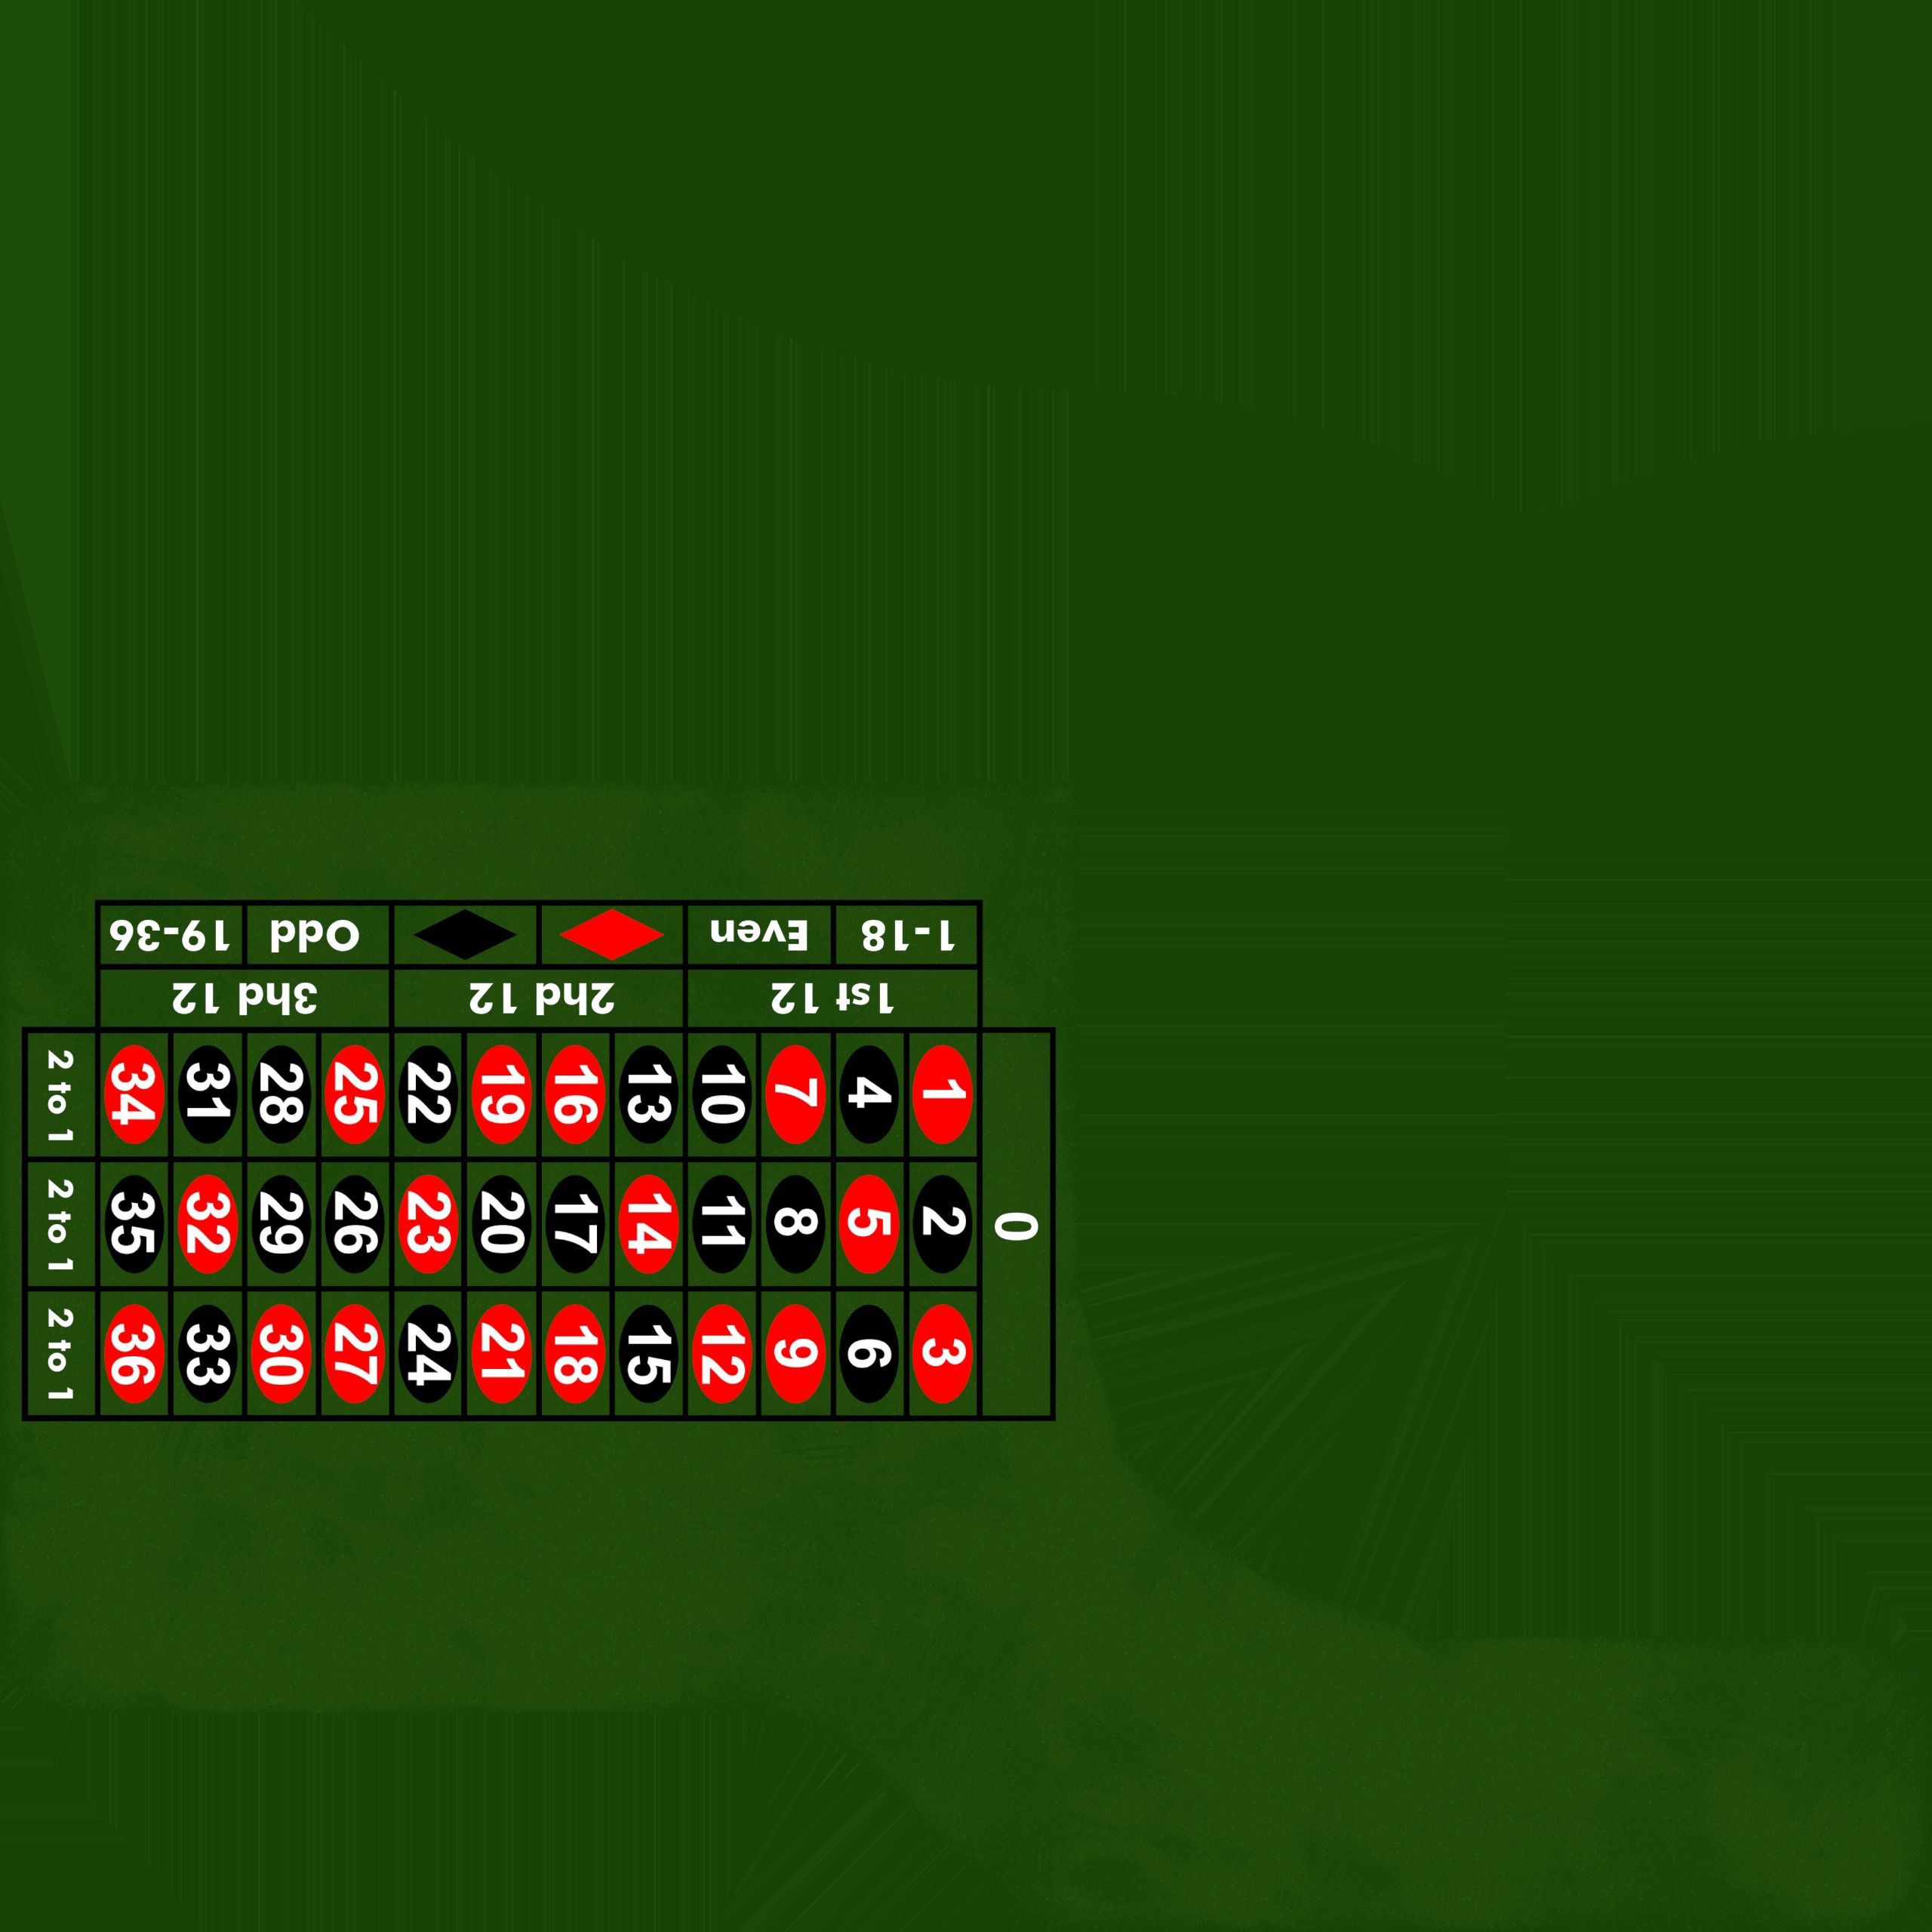 1-18 Even Odd 19-36
1st 12 2hd 12 3hd 12
0
1 2 3
4 5 6
7 8 9
10 11 12
13 14 15
16 17 18
19 20 21
22 23 24
25 26 27
28 29 30
31 32 33
34 35 36
2 to 1 2 to 1 2 to 1